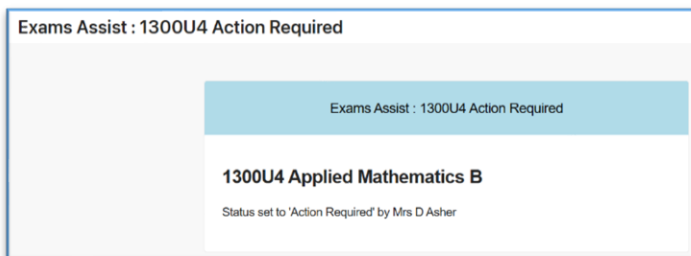 Exams Assist : 1300U4 Action Required
Exams Assist : 1300U4 Action Required
1300U4 Applied Mathematics B
Status set to 'Action Required' by Mrs D Asher